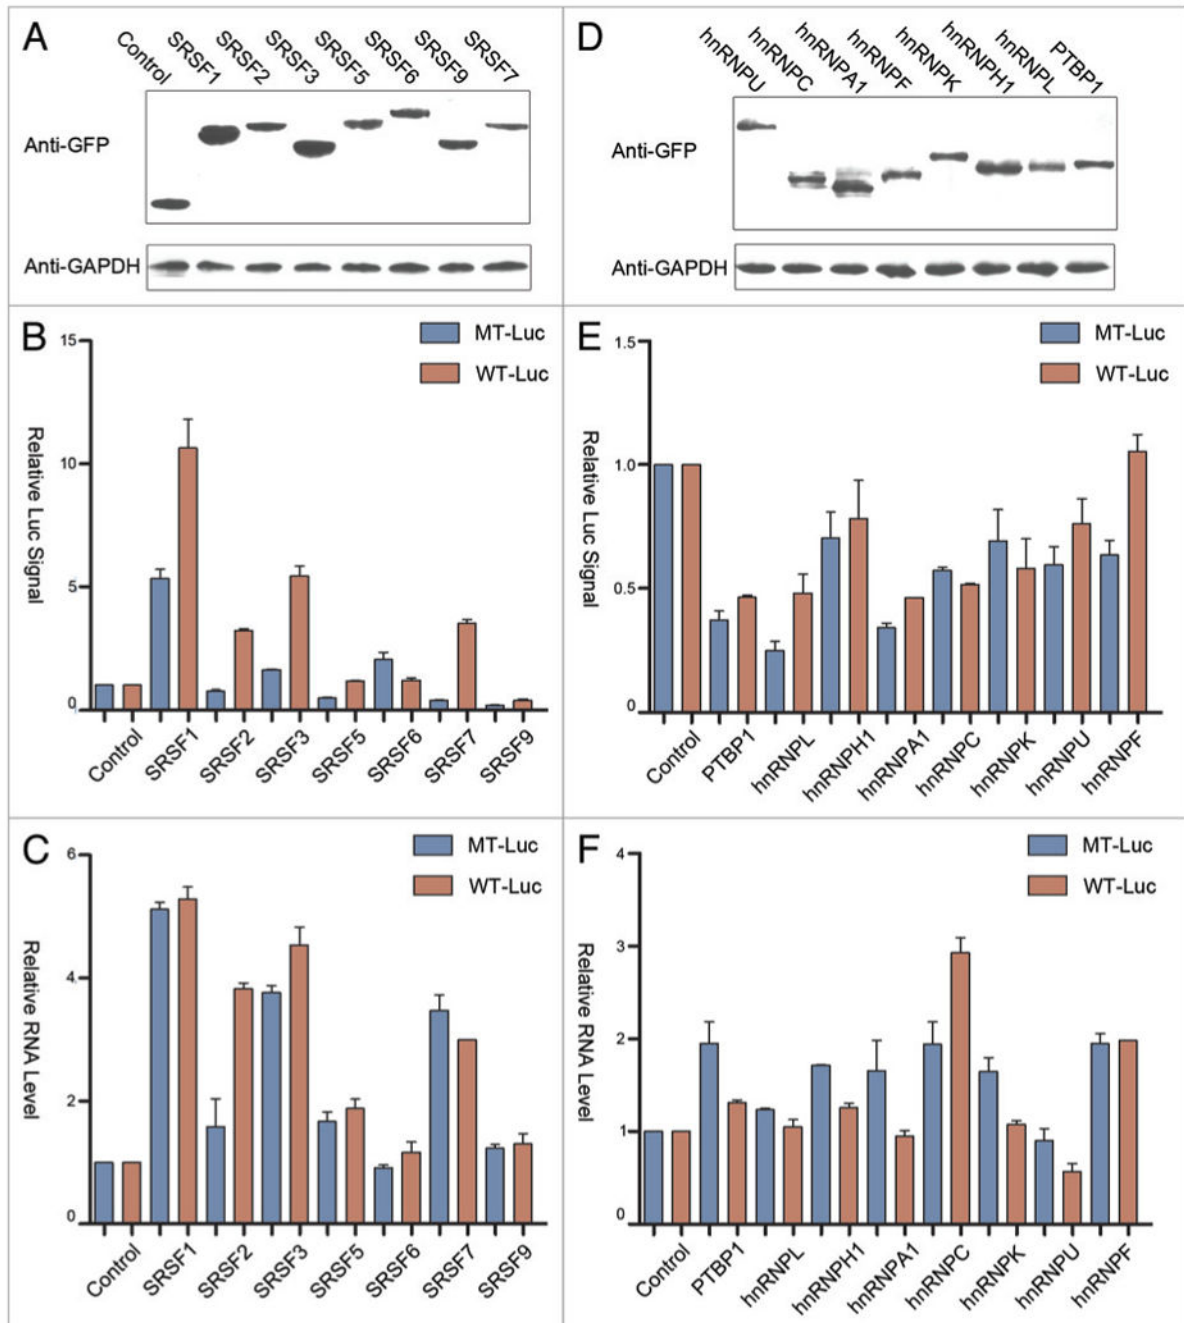 A
Control
SRSF1
SRSF2
SRSF3
SRSF5
SRSF6
SRSF9
SRSF7
Anti-GFP
Anti-GAPDH
D
hnRNPU
hnRNPC
hnRNPA1
hnRNPF
hnRNPK
hnRNPH1
hnRNPL
PTBP1
Anti-GFP
Anti-GAPDH
B
MT-Luc
WT-Luc
Relative Luc Signal
15
10
5
0
Control
SRSF1
SRSF2
SRSF3
SRSF5
SRSF6
SRSF7
SRSF9
E
MT-Luc
WT-Luc
Relative Luc Signal
1.5
1.0
0.5
0
Control
PTBP1
hnRNPL
hnRNPH1
hnRNPA1
hnRNPC
hnRNPK
hnRNPU
hnRNPF
C
MT-Luc
WT-Luc
Relative RNA Level
6
4
2
0
Control
SRSF1
SRSF2
SRSF3
SRSF5
SRSF6
SRSF7
SRSF9
F
MT-Luc
WT-Luc
Relative RNA Level
4
3
2
1
0
Control
PTBP1
hnRNPL
hnRNPH1
hnRNPA1
hnRNPC
hnRNPK
hnRNPU
hnRNPF